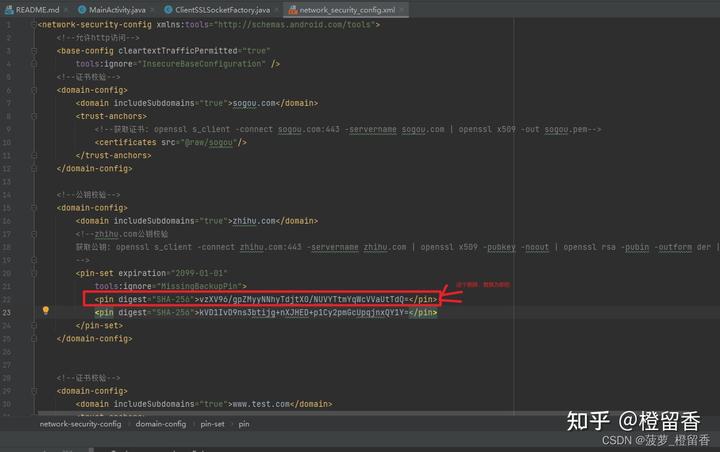 README.md MainActivity.java ClientSSLSocketFactory.java network_security_config.xml
1 <network-security-config xmlns:tools="http://schemas.android.com/tools">
2 <!--允许http访问-->
3 <base-config cleartextTrafficPermitted="true"
4 tools:ignore="InsecureBaseConfiguration" />
5 <!--证书校验-->
6 <domain-config>
7 <domain includeSubdomains="true">sogou.com</domain>
8 <trust-anchors>
9 <!--获取证书: openssl s_client -connect sogou.com:443 -servername sogou.com | openssl x509 -out sogou.pem-->
10 <certificates src="@raw/sogou"/>
11 </trust-anchors>
12 </domain-config>
13
14 <!--公钥校验-->
15 <domain-config>
16 <domain includeSubdomains="true">zhihu.com</domain>
17 <!--zhihu.com公钥校验
18 获取公钥: openssl s_client -connect zhihu.com:443 -servername zhihu.com | openssl x509 -pubkey -noout | openssl rsa -pubin -outform der |
19 -->
20 <pin-set expiration="2099-01-01"
21 tools:ignore="MissingBackupPin">
22 <pin digest="SHA-256">vzXV96/gpZMyyNNhyTdjtX0/NUVYTtmYqWcVVaUtTdQ=</pin>
23 <pin digest="SHA-256">kVD1IvD9ns3btijg+nXJHED+p1Cy2pmGcUpqjnxQY1Y=</pin>
24 </pin-set>
25 </domain-config>
26
27
28 <!--证书校验-->
29 <domain-config>
30 <domain includeSubdomains="true">www.test.com</domain>
<trust-anchors>
network-security-config domain-config pin-set pin
知乎 @橙留香
CSDN @菠萝_橙留香